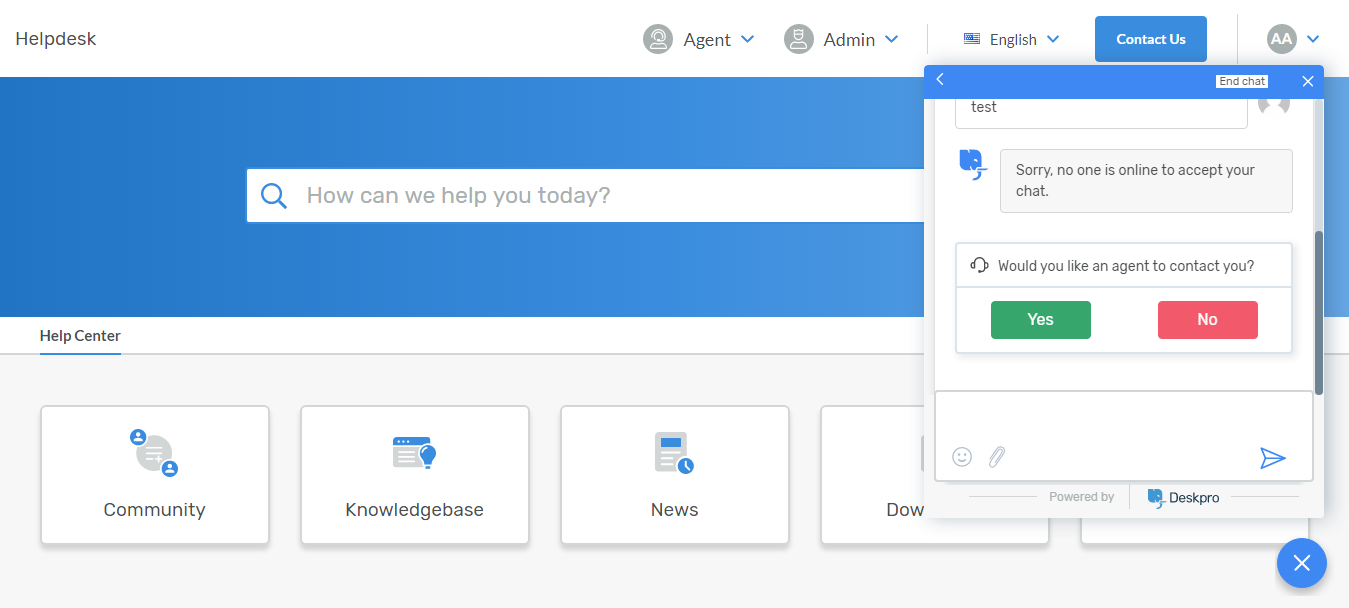 Helpdesk
Agent
Admin
English
Contact Us
AA
End chat
test
Sorry, no one is online to accept your
chat.
Would you like an agent to contact you?
Yes
No
Powered by
Deskpro
How can we help you today?
Help Center
Community
Knowledgebase
News
Dow